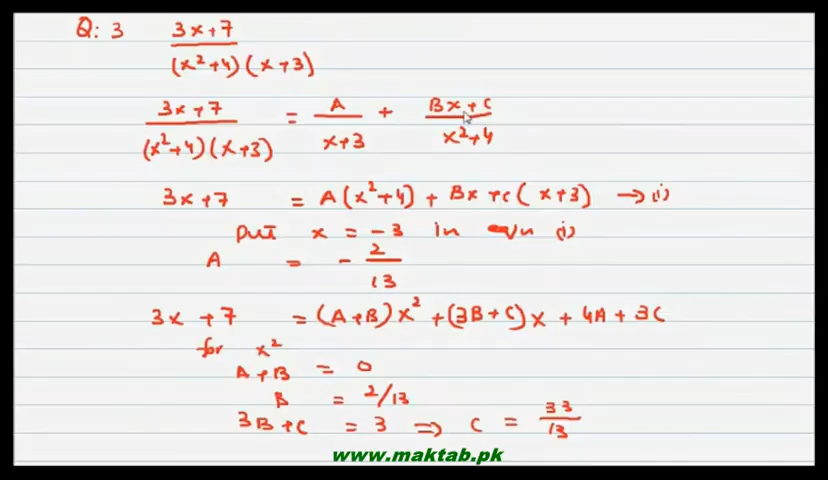 Q: 3 3x+7
(x²+4)(x+3)
3x+7 = A + Bx+C
(x²+4)(x+3) x+3 x²+4
3x+7 = A(x²+4) + Bx+C(x+3) → (i)
put x = -3 in (i)
A = - 2/13
3x+7 = (A+B)x² + (3B+C)x + 4A + 3C
for x²
A+B = 0
B = 2/13
3B+C = 3 ⇒ C = 33/13
www.maktab.pk